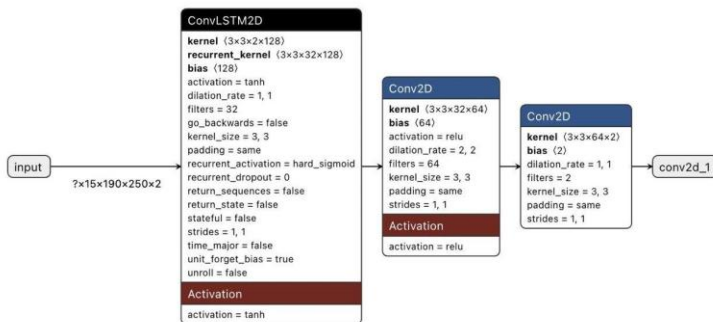 input
?×15×190×250×2
ConvLSTM2D
kernel ⟨3×3×2×128⟩
recurrent_kernel ⟨3×3×32×128⟩
bias ⟨128⟩
activation = tanh
dilation_rate = 1, 1
filters = 32
go_backwards = false
kernel_size = 3, 3
padding = same
recurrent_activation = hard_sigmoid
recurrent_dropout = 0
return_sequences = false
return_state = false
stateful = false
strides = 1, 1
time_major = false
unit_forget_bias = true
unroll = false
Activation
activation = tanh
Conv2D
kernel ⟨3×3×32×64⟩
bias ⟨64⟩
activation = relu
dilation_rate = 2, 2
filters = 64
kernel_size = 3, 3
padding = same
strides = 1, 1
Activation
activation = relu
Conv2D
kernel ⟨3×3×64×2⟩
bias ⟨2⟩
dilation_rate = 1, 1
filters = 2
kernel_size = 3, 3
padding = same
strides = 1, 1
conv2d_1